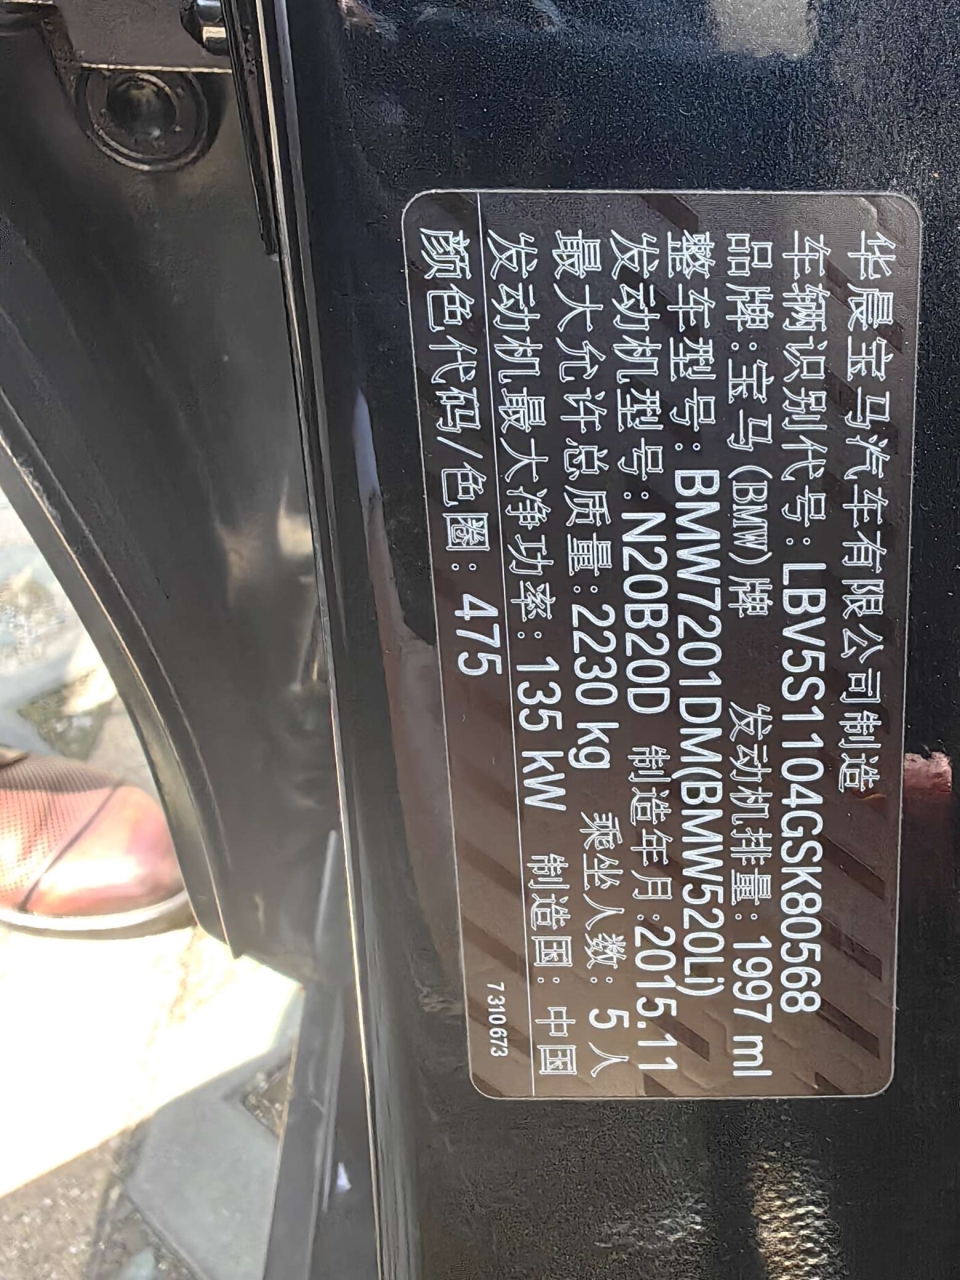 华晨宝马汽车有限公司制造
车辆识别代号：LBV5S1104GSK80568
品牌：宝马(BMW)牌 发动机排量：1997 ml
整车型号：BMW7201DM(BMW520Li)
发动机型号：N20B20D 制造年月：2015.11
最大允许总质量：2230 kg 乘坐人数：5 人
发动机最大净功率：135 kW 制造国：中国
颜色代码/色圈：475 7310673